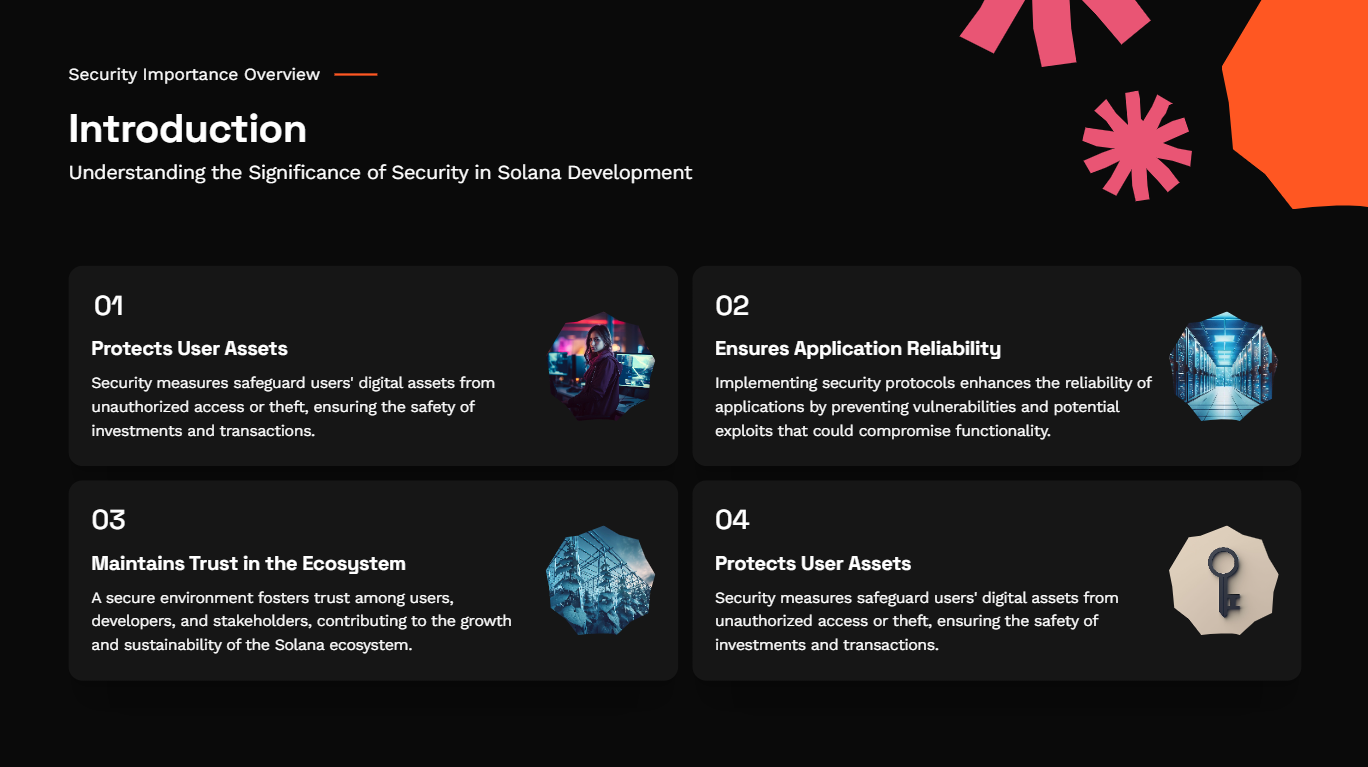 Security Importance Overview
Introduction
Understanding the Significance of Security in Solana Development
01
Protects User Assets
Security measures safeguard users' digital assets from
unauthorized access or theft, ensuring the safety of
investments and transactions.
02
Ensures Application Reliability
Implementing security protocols enhances the reliability of
applications by preventing vulnerabilities and potential
exploits that could compromise functionality.
03
Maintains Trust in the Ecosystem
A secure environment fosters trust among users,
developers, and stakeholders, contributing to the growth
and sustainability of the Solana ecosystem.
04
Protects User Assets
Security measures safeguard users' digital assets from
unauthorized access or theft, ensuring the safety of
investments and transactions.